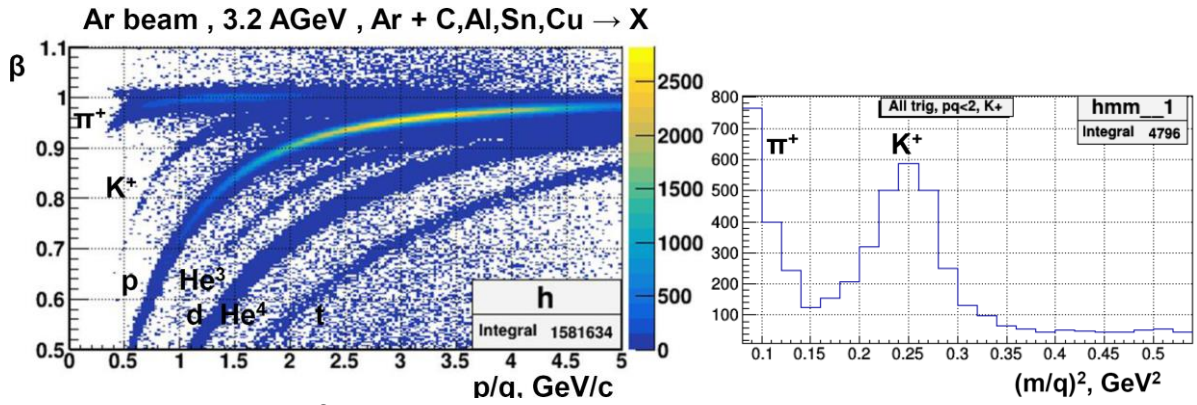 Ar beam , 3.2 AGeV , Ar + C,Al,Sn,Cu → X
β
1.1
1
0.9
0.8
0.7
0.6
0.5
π⁺
K⁺
p
He³
d
He⁴
t
h
Integral 1581634
0 0.5 1 1.5 2 2.5 3 3.5 4 4.5 5
p/q, GeV/c
2500
2000
1500
1000
500
0
800
700
600
500
400
300
200
100
π⁺
All trig, pq<2, K+
K⁺
hmm__1
Integral 4796
0.1 0.15 0.2 0.25 0.3 0.35 0.4 0.45 0.5
(m/q)², GeV²